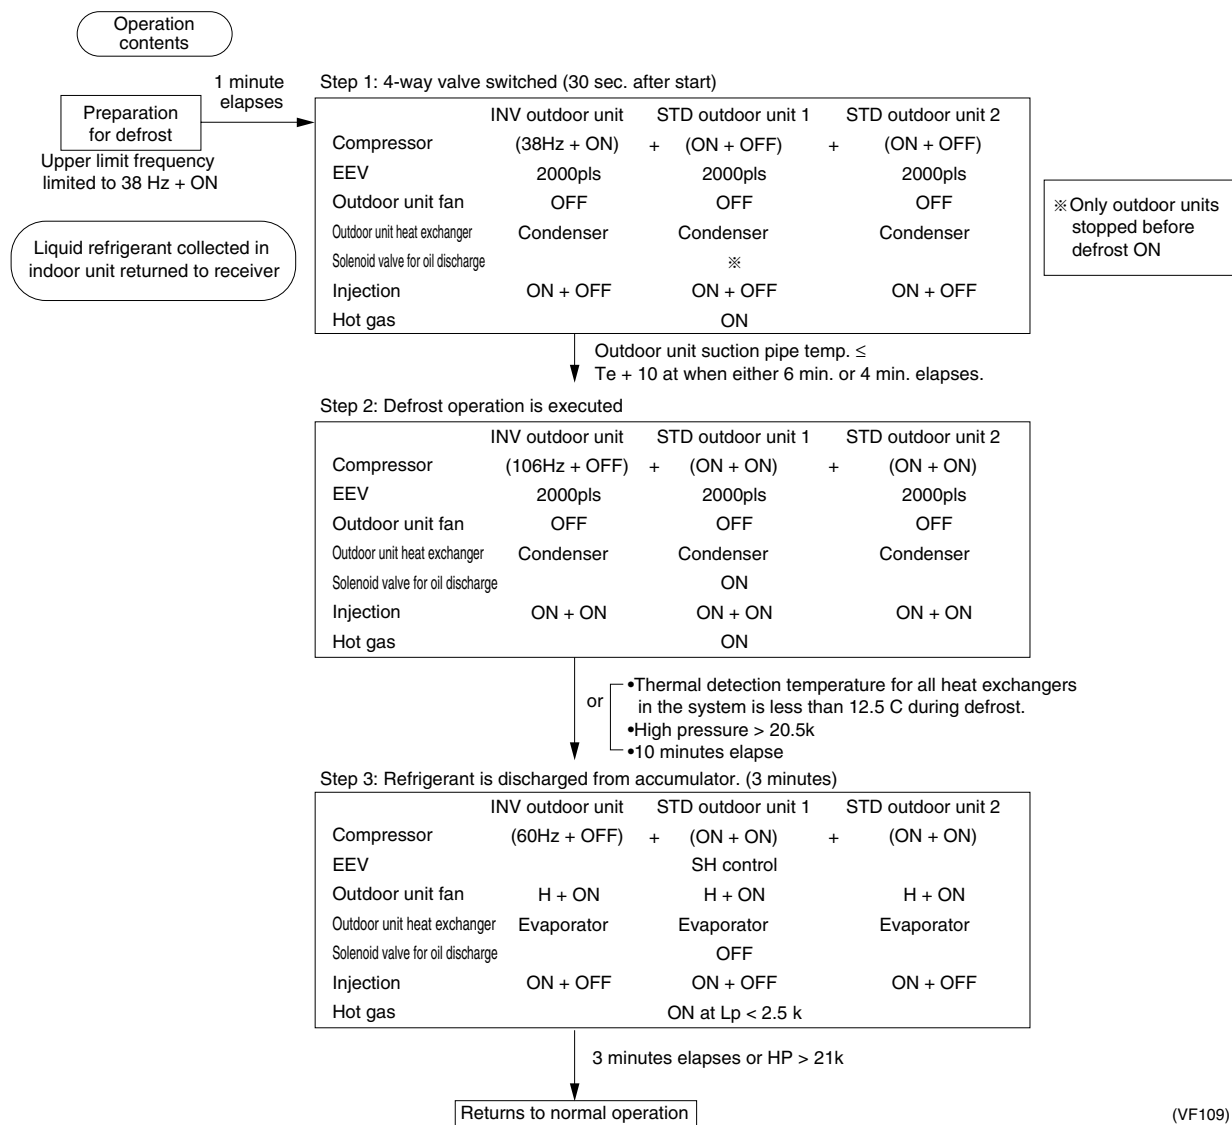 Operation
contents
1 minute
elapses
Preparation
for defrost
Upper limit frequency
limited to 38 Hz + ON
Liquid refrigerant collected in
indoor unit returned to receiver
Step 1: 4-way valve switched (30 sec. after start)
INV outdoor unit STD outdoor unit 1 STD outdoor unit 2
Compressor (38Hz + ON) + (ON + OFF) + (ON + OFF)
EEV 2000pls 2000pls 2000pls
Outdoor unit fan OFF OFF OFF
Outdoor unit heat exchanger Condenser Condenser Condenser
Solenoid valve for oil discharge ※
Injection ON + OFF ON + OFF ON + OFF
Hot gas ON
※Only outdoor units
stopped before
defrost ON
Outdoor unit suction pipe temp. ≤
Te + 10 at when either 6 min. or 4 min. elapses.
Step 2: Defrost operation is executed
INV outdoor unit STD outdoor unit 1 STD outdoor unit 2
Compressor (106Hz + OFF) + (ON + ON) + (ON + ON)
EEV 2000pls 2000pls 2000pls
Outdoor unit fan OFF OFF OFF
Outdoor unit heat exchanger Condenser Condenser Condenser
Solenoid valve for oil discharge ON
Injection ON + ON ON + ON ON + ON
Hot gas ON
or
•Thermal detection temperature for all heat exchangers
in the system is less than 12.5 C during defrost.
•High pressure > 20.5k
•10 minutes elapse
Step 3: Refrigerant is discharged from accumulator. (3 minutes)
INV outdoor unit STD outdoor unit 1 STD outdoor unit 2
Compressor (60Hz + OFF) + (ON + ON) + (ON + ON)
EEV SH control
Outdoor unit fan H + ON H + ON H + ON
Outdoor unit heat exchanger Evaporator Evaporator Evaporator
Solenoid valve for oil discharge OFF
Injection ON + OFF ON + OFF ON + OFF
Hot gas ON at Lp < 2.5 k
3 minutes elapses or HP > 21k
Returns to normal operation
(VF109)